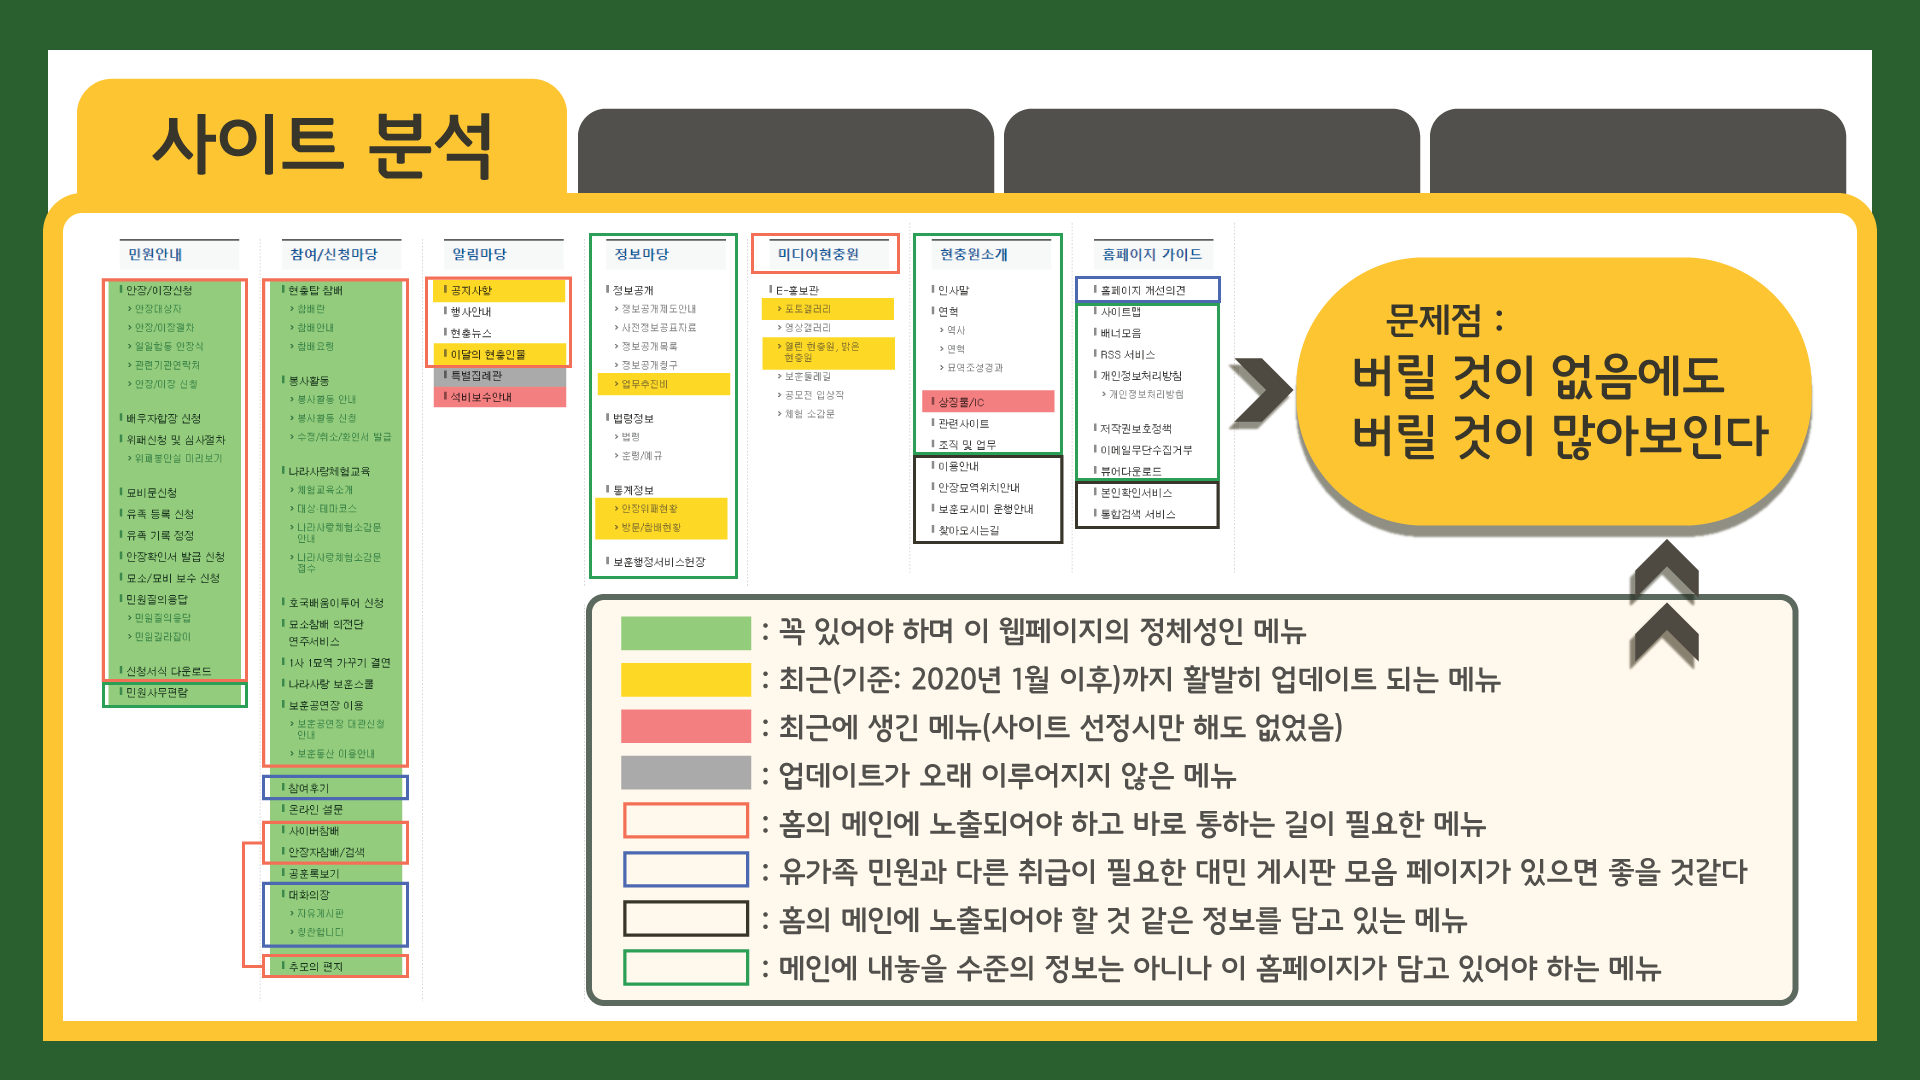 사이트 분석
민원안내
안장/이장신청
안장대상자
안장/이장절차
일일합동 안장식
관련기관연락처
안장/이장 신청
배우자합장 신청
위패신청 및 심사절차
위패봉안실 미리보기
묘비문신청
유족 등록 신청
유족 기록 정정
안장확인서 발급 신청
묘소/묘비 보수 신청
민원질의응답
민원질의응답
민원길라잡이
신청서식 다운로드
민원사무편람
참여/신청마당
현충탑 참배
참배란
참배안내
참배요령
봉사활동
봉사활동 안내
봉사활동 신청
수정/취소/확인서 발급
나라사랑체험교육
체험교육소개
대상·테마코스
나라사랑체험소감문
안내
나라사랑체험소감문
접수
호국배움이투어 신청
묘소참배 의전단
연주서비스
1사 1묘역 가꾸기 결연
나라사랑 보훈스쿨
보훈공연장 이용
보훈공연장 대관신청
안내
보훈동산 이용안내
참여후기
온라인 설문
사이버참배
안장자참배/검색
공훈록보기
대화의장
자유게시판
칭찬합니다
추모의 편지
알림마당
공지사항
행사안내
현충뉴스
이달의 현충인물
특별집례관
석비보수안내
정보마당
정보공개
정보공개제도안내
사전정보공표자료
정보공개목록
정보공개청구
업무추진비
법령정보
법령
훈령/예규
통계정보
안장위패현황
방문/참배현황
보훈행정서비스헌장
미디어현충원
E-홍보관
포토갤러리
영상갤러리
열린 현충원, 밝은
현충원
보훈둘레길
공모전 입상작
체험 소감문
현충원소개
인사말
연혁
역사
연혁
묘역조성경과
상징물/IC
관련사이트
조직 및 업무
이용안내
안장묘역위치안내
보훈모시미 운행안내
찾아오시는길
홈페이지 가이드
홈페이지 개선의견
사이트맵
배너모음
RSS 서비스
개인정보처리방침
개인정보처리방침
저작권보호정책
이메일무단수집거부
뷰어다운로드
본인확인서비스
통합검색 서비스
문제점 :
버릴 것이 없음에도
버릴 것이 많아보인다
: 꼭 있어야 하며 이 웹페이지의 정체성인 메뉴
: 최근(기준: 2020년 1월 이후)까지 활발히 업데이트 되는 메뉴
: 최근에 생긴 메뉴(사이트 선정시만 해도 없었음)
: 업데이트가 오래 이루어지지 않은 메뉴
: 홈의 메인에 노출되어야 하고 바로 통하는 길이 필요한 메뉴
: 유가족 민원과 다른 취급이 필요한 대민 게시판 모음 페이지가 있으면 좋을 것같다
: 홈의 메인에 노출되어야 할 것 같은 정보를 담고 있는 메뉴
: 메인에 내놓을 수준의 정보는 아니나 이 홈페이지가 담고 있어야 하는 메뉴